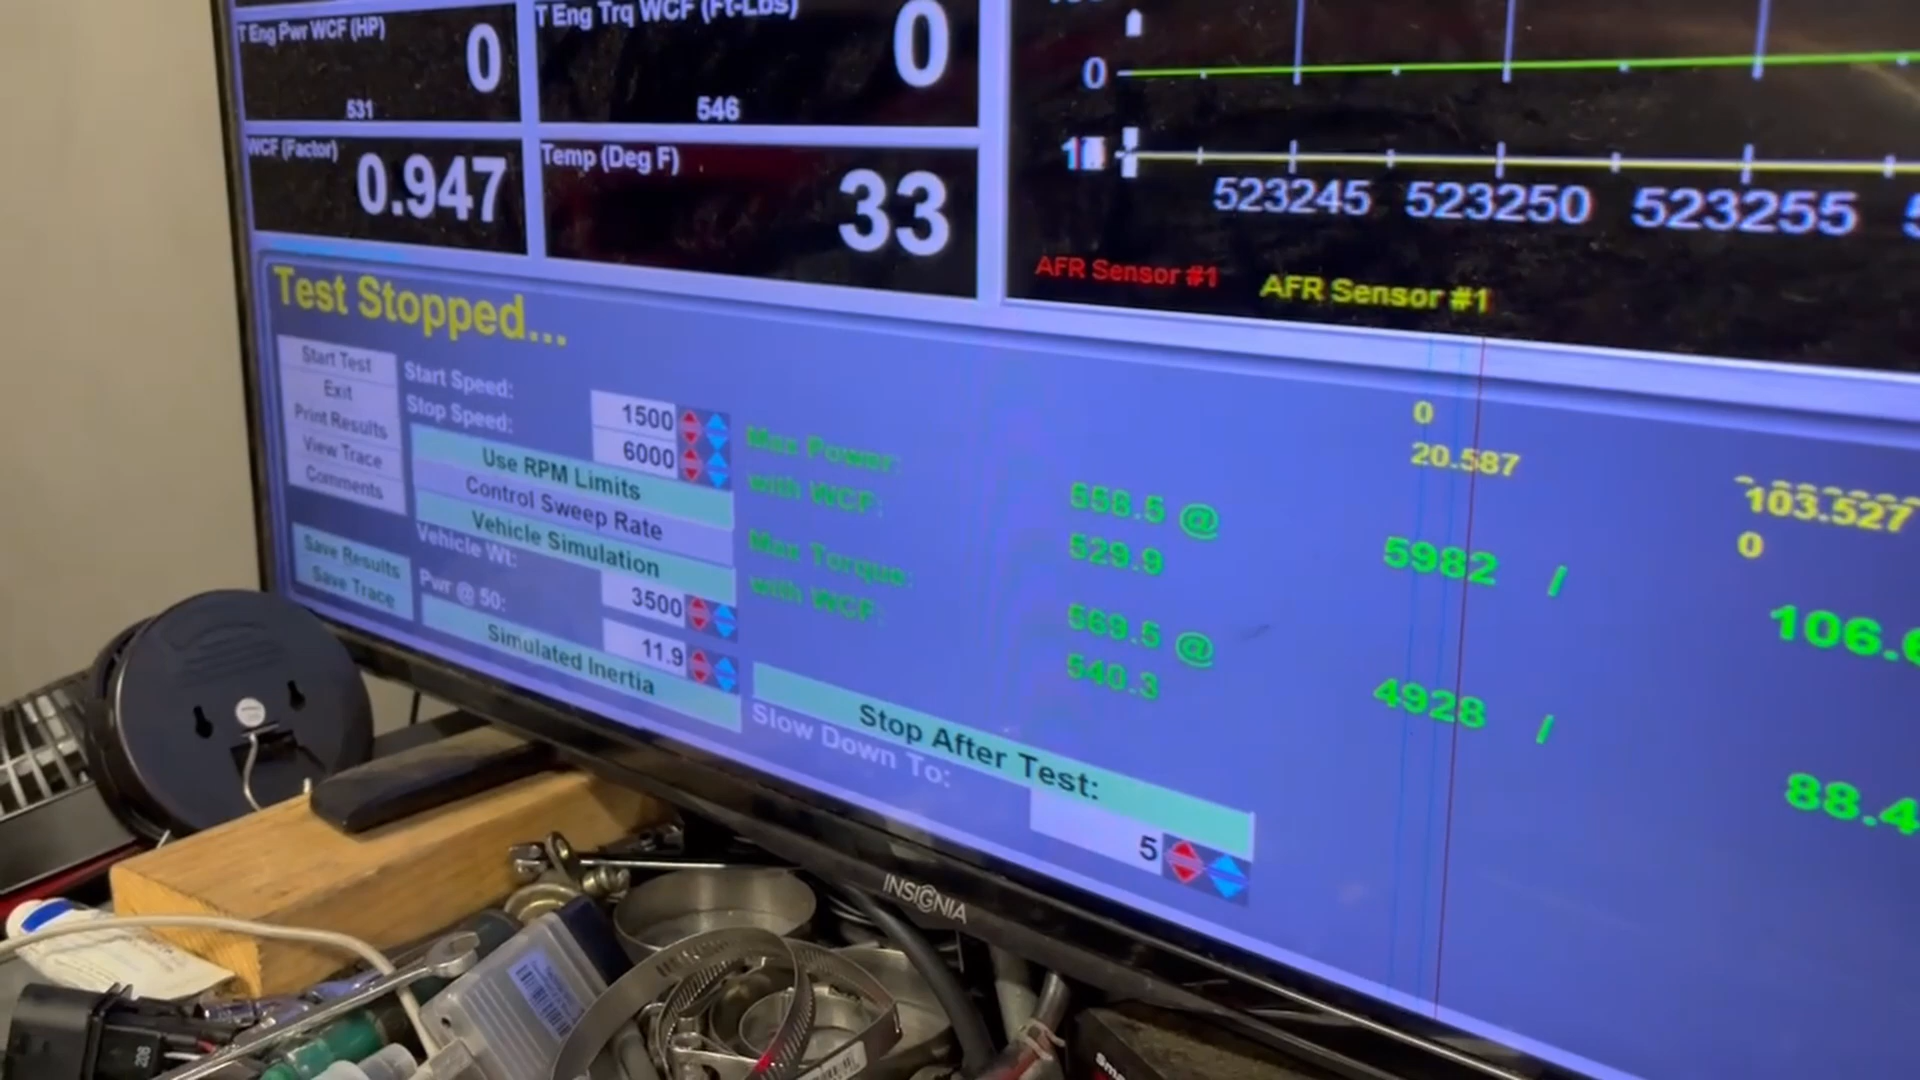 T Eng Pwr WCF (HP)
0
531
T Eng Trq WCF (Ft-Lbs)
0
546
WCF (Factor)
0.947
Temp (Deg F)
33
0
523245 523250 523255
AFR Sensor #1 AFR Sensor #1
Test Stopped...
Start Test
Exit
Print Results
View Trace
Comments
Save Results
Save Trace
Start Speed: 1500
Stop Speed: 6000
Use RPM Limits
Control Sweep Rate
Vehicle Simulation
Vehicle Wt: 3500
Pwr @ 50: 11.9
Simulated Inertia
0
20.587
103.527
0
Max Power: 558.5 @ 5982 / 106.6
with WCF: 529.9
Max Torque: 569.5 @ 4928 / 88.4
with WCF: 540.3
Stop After Test:
Slow Down To: 5
INSIGNIA
208